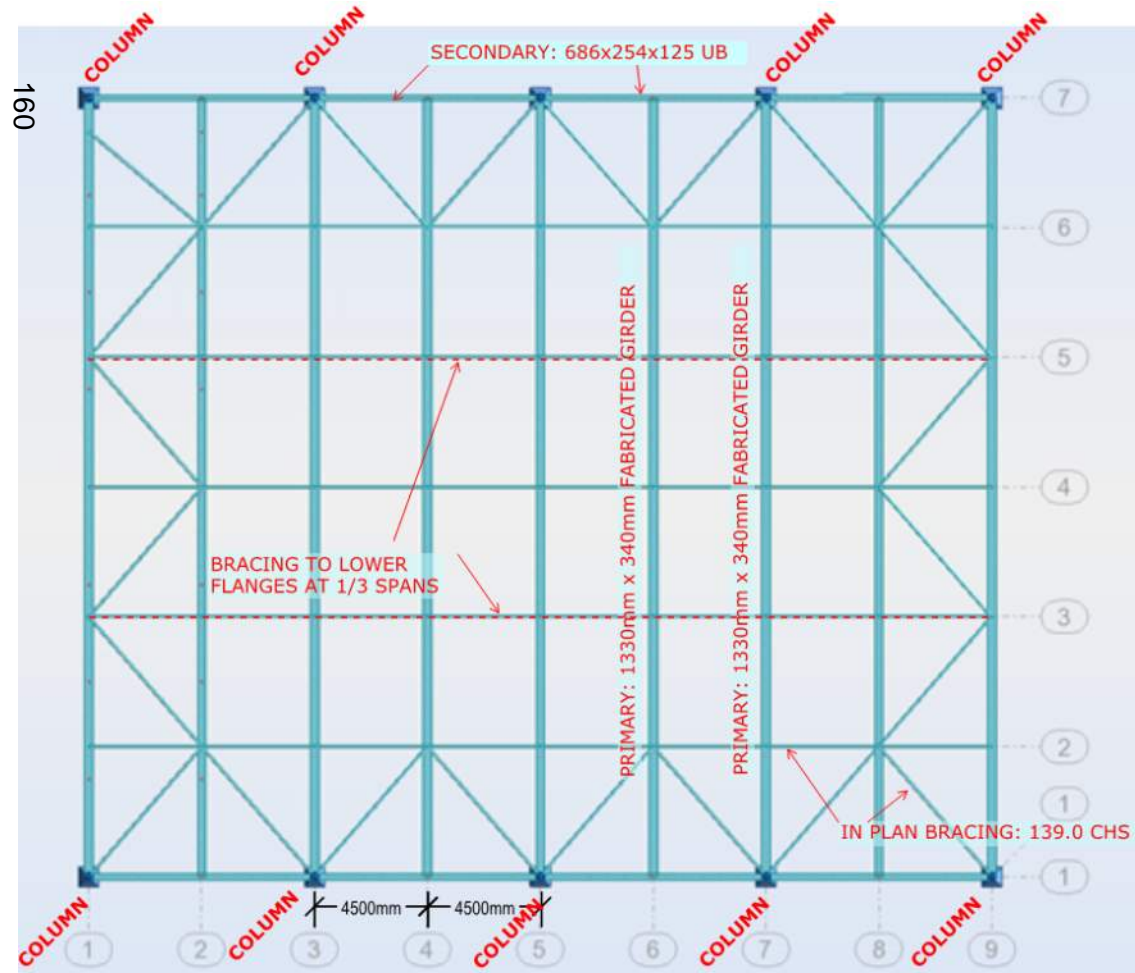 COLUMN
COLUMN
COLUMN
COLUMN
SECONDARY: 686x254x125 UB
160
7
6
5
4
3
2
1
1
PRIMARY: 1330mm x 340mm FABRICATED GIRDER
PRIMARY: 1330mm x 340mm FABRICATED GIRDER
BRACING TO LOWER
FLANGES AT 1/3 SPANS
IN PLAN BRACING: 139.0 CHS
4500mm
4500mm
COLUMN
COLUMN
COLUMN
COLUMN
COLUMN
1
2
3
4
5
6
7
8
9